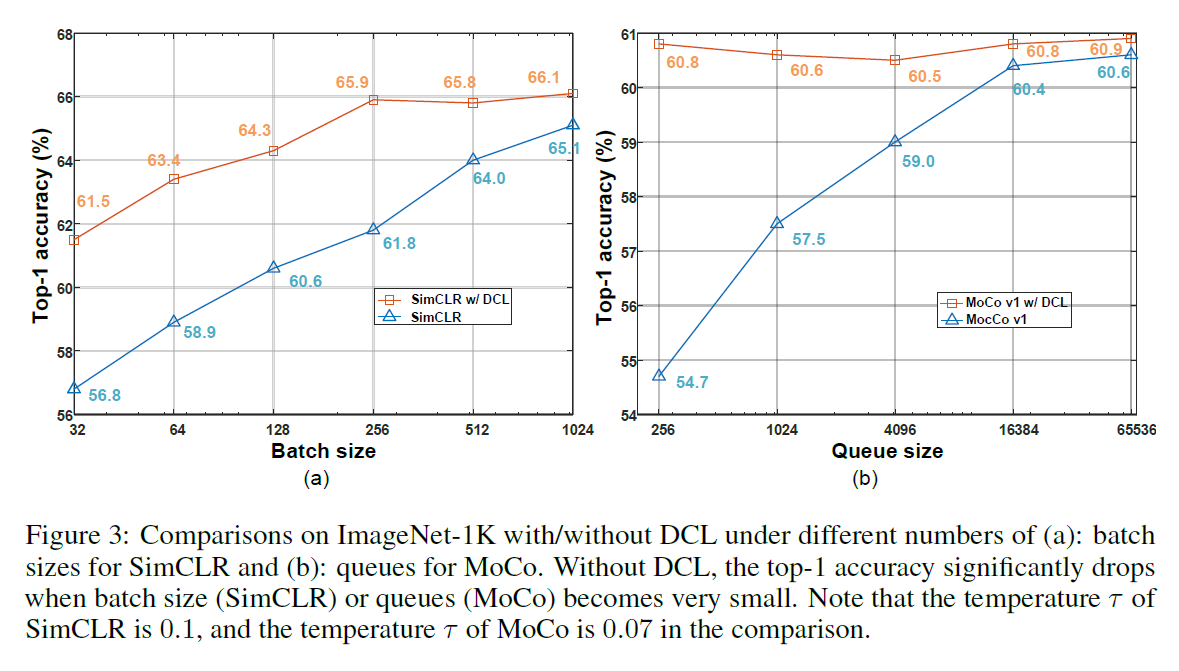 68
66
64
62
60
58
56
Top-1 accuracy (%)
61.5
63.4
64.3
65.9
65.8
66.1
56.8
58.9
60.6
61.8
64.0
65.1
SimCLR w/ DCL
SimCLR
32 64 128 256 512 1024
Batch size
(a)
61
60
59
58
57
56
55
54
Top-1 accuracy (%)
60.8
60.6
60.5
60.8
60.9
54.7
57.5
59.0
60.4
60.6
MoCo v1 w/ DCL
MocCo v1
256 1024 4096 16384 65536
Queue size
(b)
Figure 3: Comparisons on ImageNet-1K with/without DCL under different numbers of (a): batch
sizes for SimCLR and (b): queues for MoCo. Without DCL, the top-1 accuracy significantly drops
when batch size (SimCLR) or queues (MoCo) becomes very small. Note that the temperature τ of
SimCLR is 0.1, and the temperature τ of MoCo is 0.07 in the comparison.